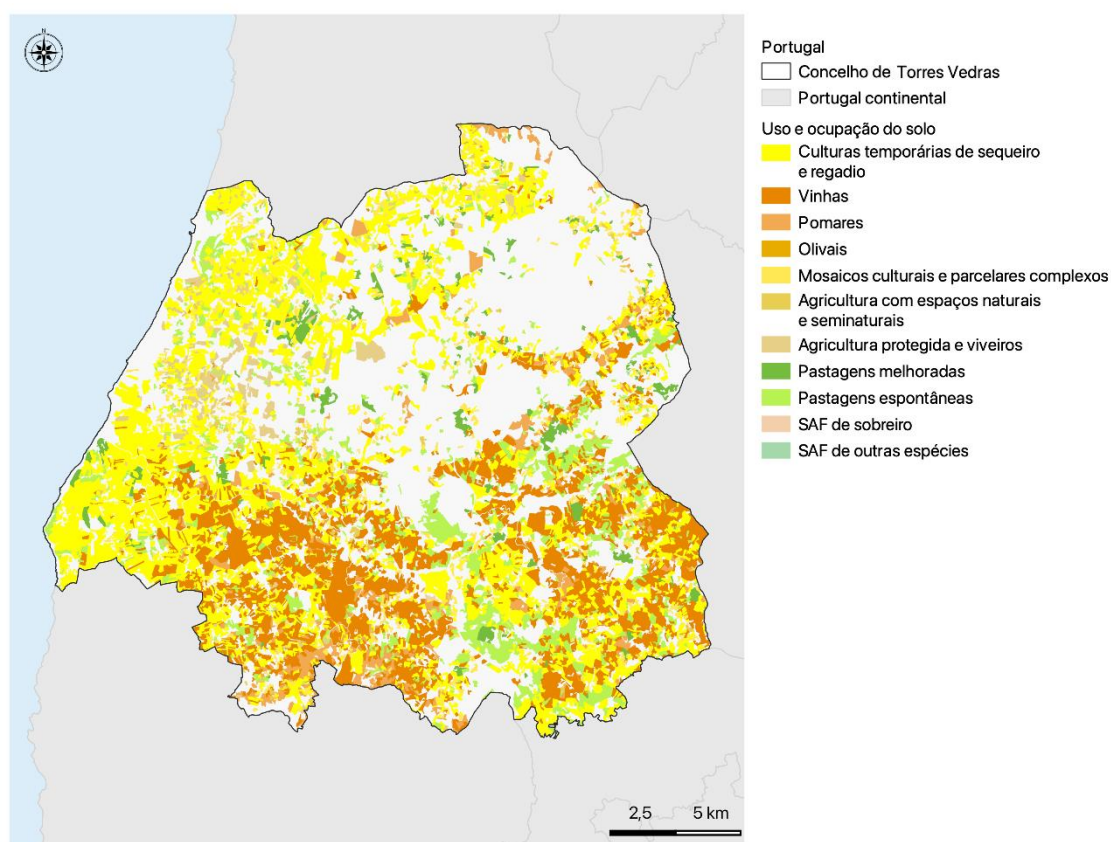 N
Portugal
Concelho de Torres Vedras
Portugal continental
Uso e ocupação do solo
Culturas temporárias de sequeiro
e regadio
Vinhas
Pomares
Olivais
Mosaicos culturais e parcelares complexos
Agricultura com espaços naturais
e seminaturais
Agricultura protegida e viveiros
Pastagens melhoradas
Pastagens espontâneas
SAF de sobreiro
SAF de outras espécies
2,5 5 km